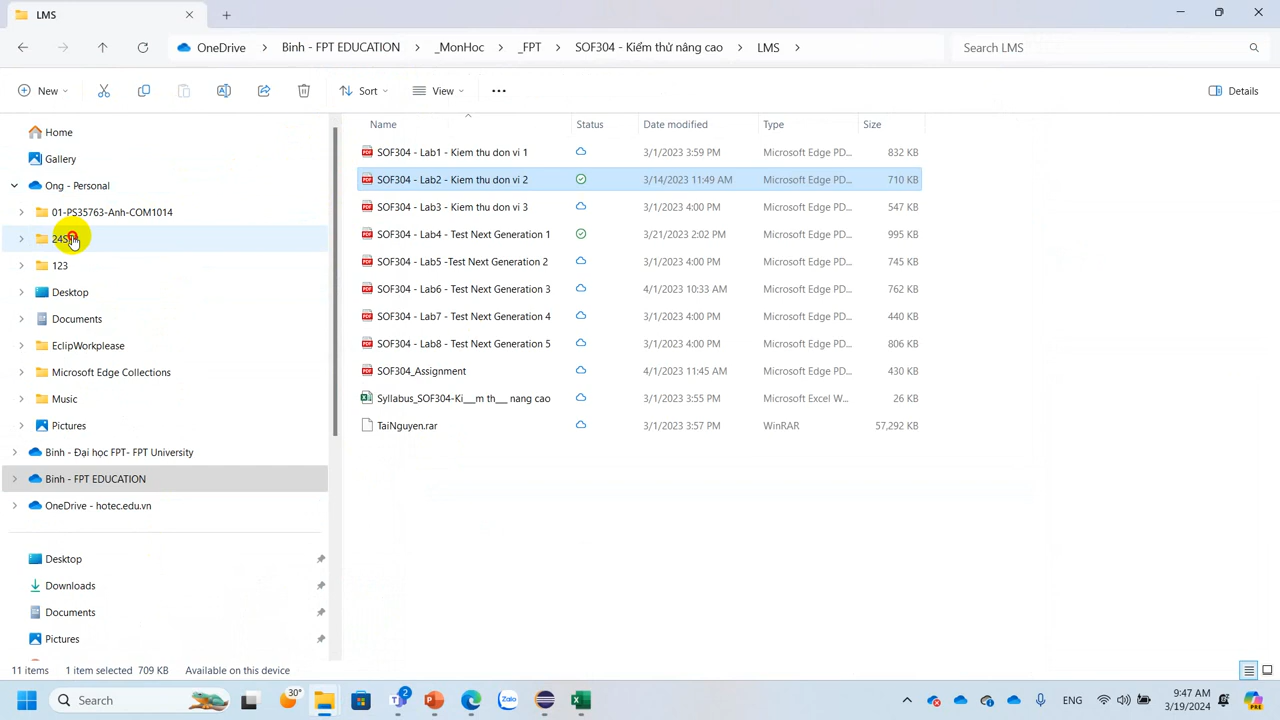 LMS
OneDrive > Binh - FPT EDUCATION > _MonHoc > _FPT > SOF304 - Kiểm thử nâng cao > LMS >
Search LMS
New
Sort
View
Details
Home
Gallery
Ong - Personal
01-PS35763-Anh-COM1014
123
Desktop
Documents
EclipWorkplease
Microsoft Edge Collections
Music
Pictures
Binh - Đại học FPT- FPT University
Binh - FPT EDUCATION
OneDrive - hotec.edu.vn
Desktop
Downloads
Documents
Pictures
Name Status Date modified Type Size
SOF304 - Lab1 - Kiem thu don vi 1 3/1/2023 3:59 PM Microsoft Edge PD... 832 KB
SOF304 - Lab2 - Kiem thu don vi 2 3/14/2023 11:49 AM Microsoft Edge PD... 710 KB
SOF304 - Lab3 - Kiem thu don vi 3 3/1/2023 4:00 PM Microsoft Edge PD... 547 KB
SOF304 - Lab4 - Test Next Generation 1 3/21/2023 2:02 PM Microsoft Edge PD... 995 KB
SOF304 - Lab5 -Test Next Generation 2 3/1/2023 4:00 PM Microsoft Edge PD... 745 KB
SOF304 - Lab6 - Test Next Generation 3 4/1/2023 10:33 AM Microsoft Edge PD... 762 KB
SOF304 - Lab7 - Test Next Generation 4 3/1/2023 4:00 PM Microsoft Edge PD... 440 KB
SOF304 - Lab8 - Test Next Generation 5 3/1/2023 4:00 PM Microsoft Edge PD... 806 KB
SOF304_Assignment 4/1/2023 11:45 AM Microsoft Edge PD... 430 KB
Syllabus_SOF304-Ki__m th__ nang cao 3/1/2023 3:55 PM Microsoft Excel W... 26 KB
TaiNguyen.rar 3/1/2023 3:57 PM WinRAR 57,292 KB
11 items 1 item selected 709 KB Available on this device
Search
30°
2
Zalo
ENG
9:47 AM
3/19/2024
PRE